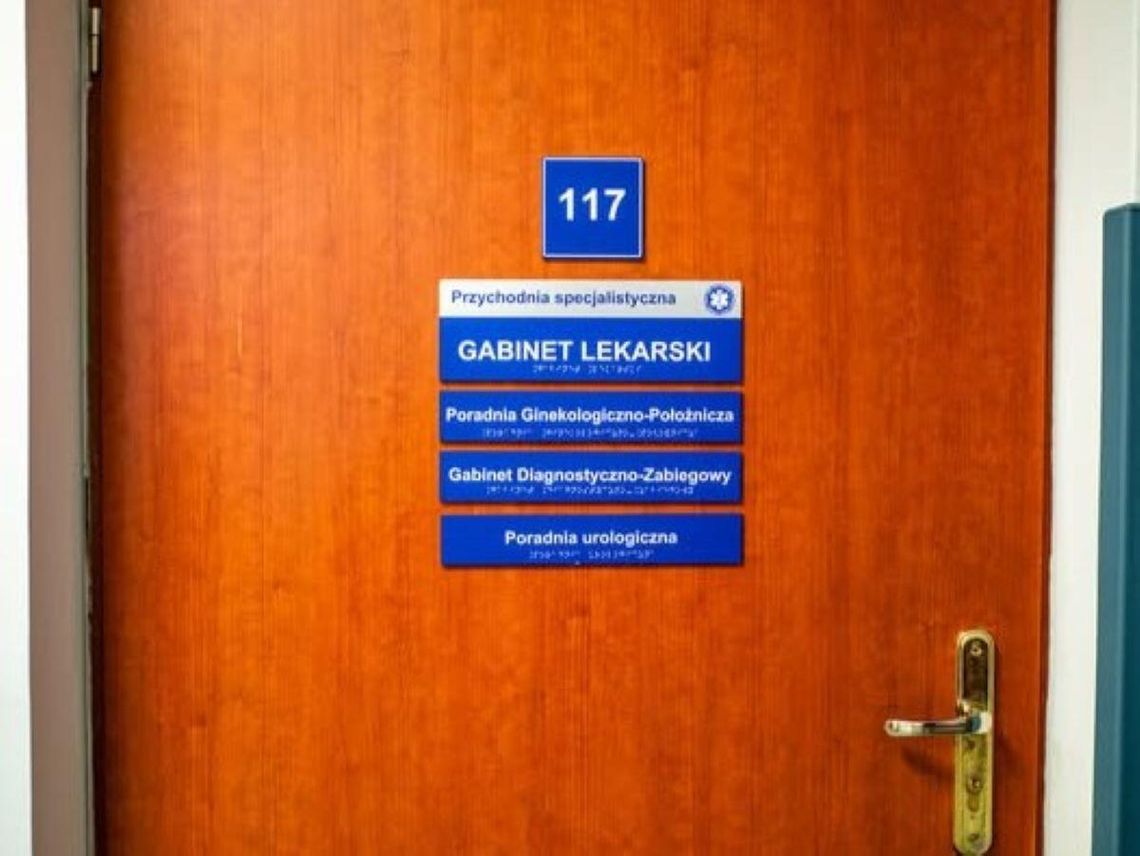 117
Przychodnia specjalistyczna
GABINET LEKARSKI
Poradnia Ginekologiczno-Położnicza
Gabinet Diagnostyczno-Zabiegowy
Poradnia urologiczna